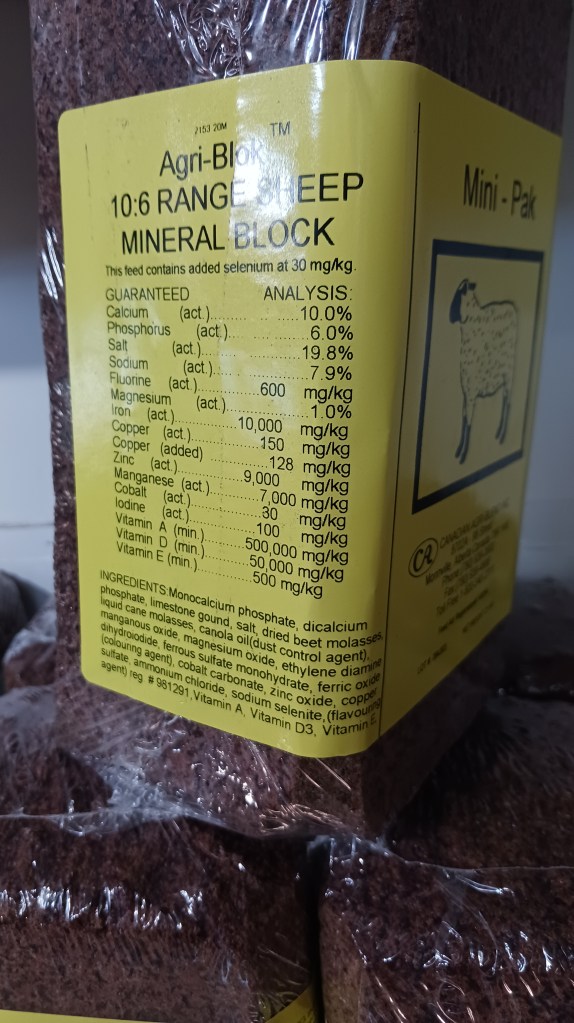 2153 20M
Agri-Blok ™
10:6 RANGE SHEEP
MINERAL BLOCK
This feed contains added selenium at 30 mg/kg.
GUARANTEED ANALYSIS:
Calcium (act.)......................10.0%
Phosphorus (act.)......................6.0%
Salt (act.)......................19.8%
Sodium (act.)......................7.9%
Fluorine (act.)...............600 mg/kg
Magnesium (act.)......................1.0%
Iron (act.)...............10,000 mg/kg
Copper (act.)...............150 mg/kg
Copper (added)...............128 mg/kg
Zinc (act.)...............9,000 mg/kg
Manganese (act.)...............7,000 mg/kg
Cobalt (act.)...............30 mg/kg
Iodine (act.)...............100 mg/kg
Vitamin A (min.)...............500,000 mg/kg
Vitamin D (min.)...............50,000 mg/kg
Vitamin E (min.)...............500 mg/kg
INGREDIENTS:Monocalcium phosphate, dicalcium
phosphate, limestone gound, salt, dried beet molasses,
liquid cane molasses, canola oil(dust control agent),
manganous oxide, magnesium oxide, ethylene diamine
dihydroiodide, ferrous sulfate monohydrate, ferric oxide
(colouring agent), cobalt carbonate, zinc oxide, copper
sulfate, ammonium chloride, sodium selenite,(flavouring
agent) reg. # 981291,Vitamin A, Vitamin D3, Vitamin E
Mini - Pak